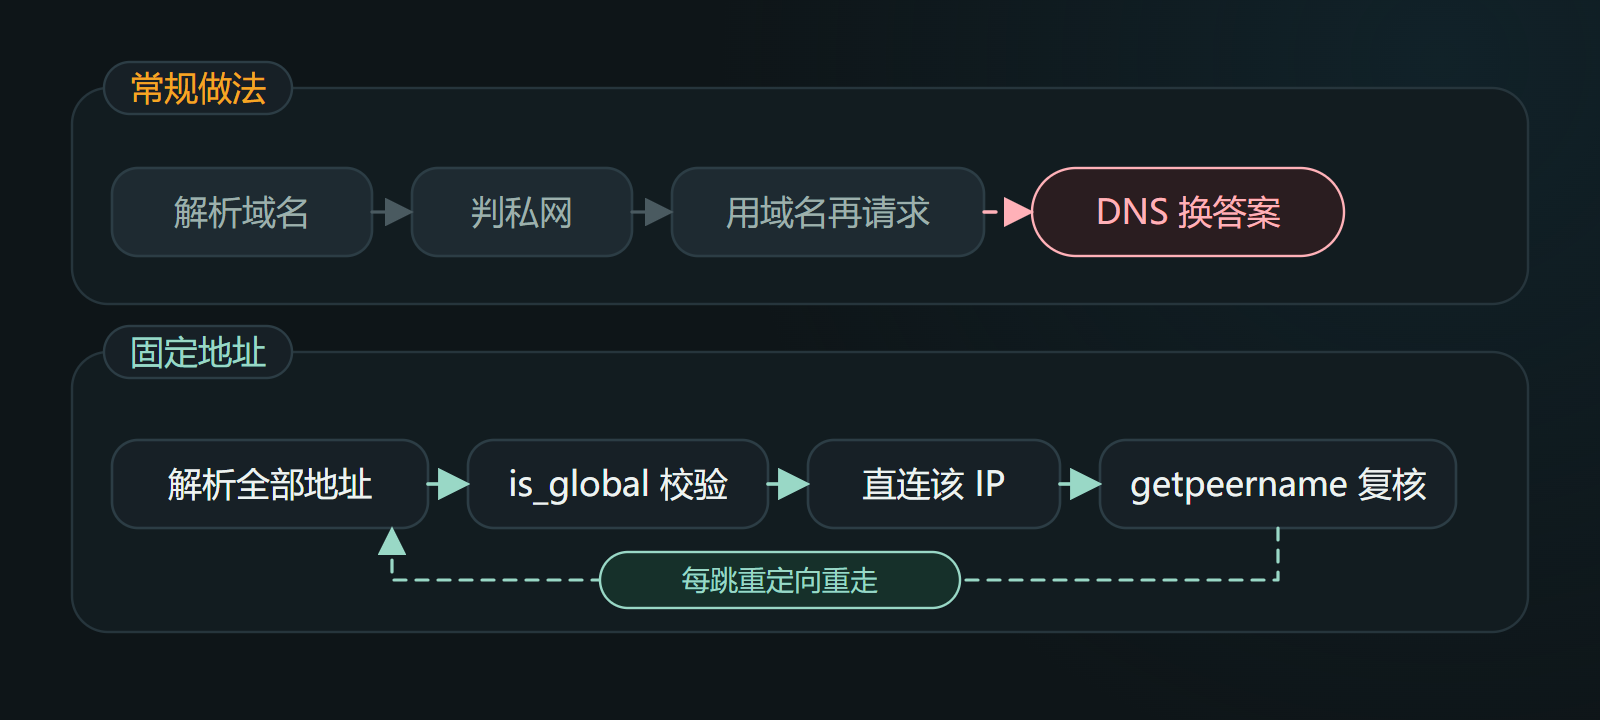 常规做法
解析域名
判私网
用域名再请求
DNS 换答案
固定地址
解析全部地址
is_global 校验
直连该 IP
getpeername 复核
每跳重定向重走